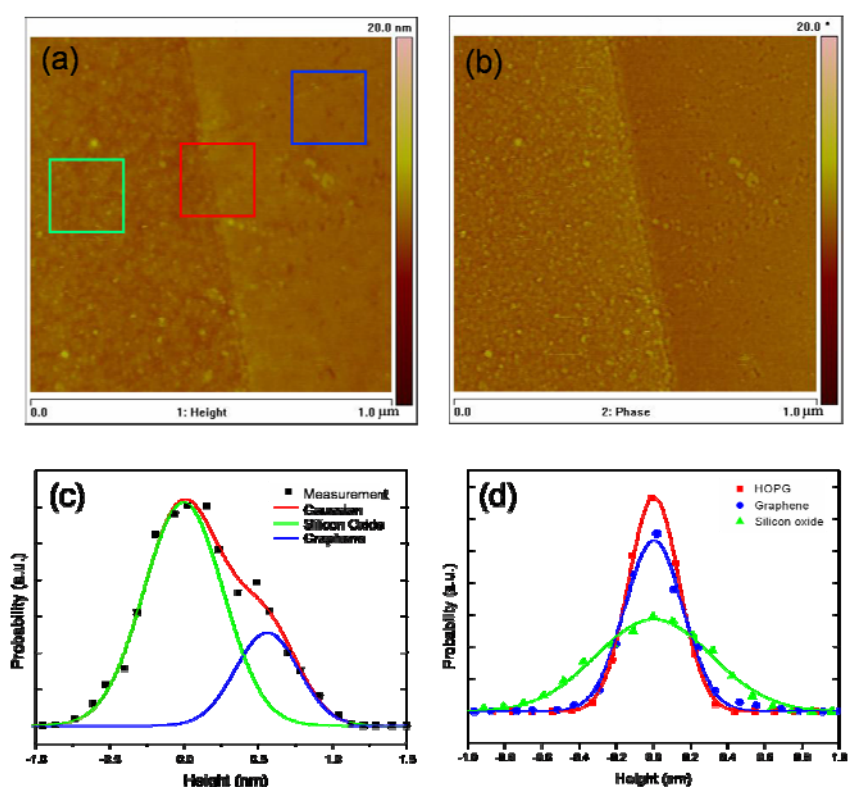 20.0 nm
(a)
0.0 1: Height 1.0 µm
20.0 °
(b)
0.0 2: Phase 1.0 µm
(c)
Measurement
Gaussian
Silicon Oxide
Graphene
Probability (a.u.)
-1.0 -0.5 0.0 0.5 1.0 1.5
Height (nm)
(d)
HOPG
Graphene
Silicon oxide
Probability (a.u.)
-1.0 -0.8 -0.6 -0.4 -0.2 0.0 0.2 0.4 0.6 0.8 1.0
Height (nm)